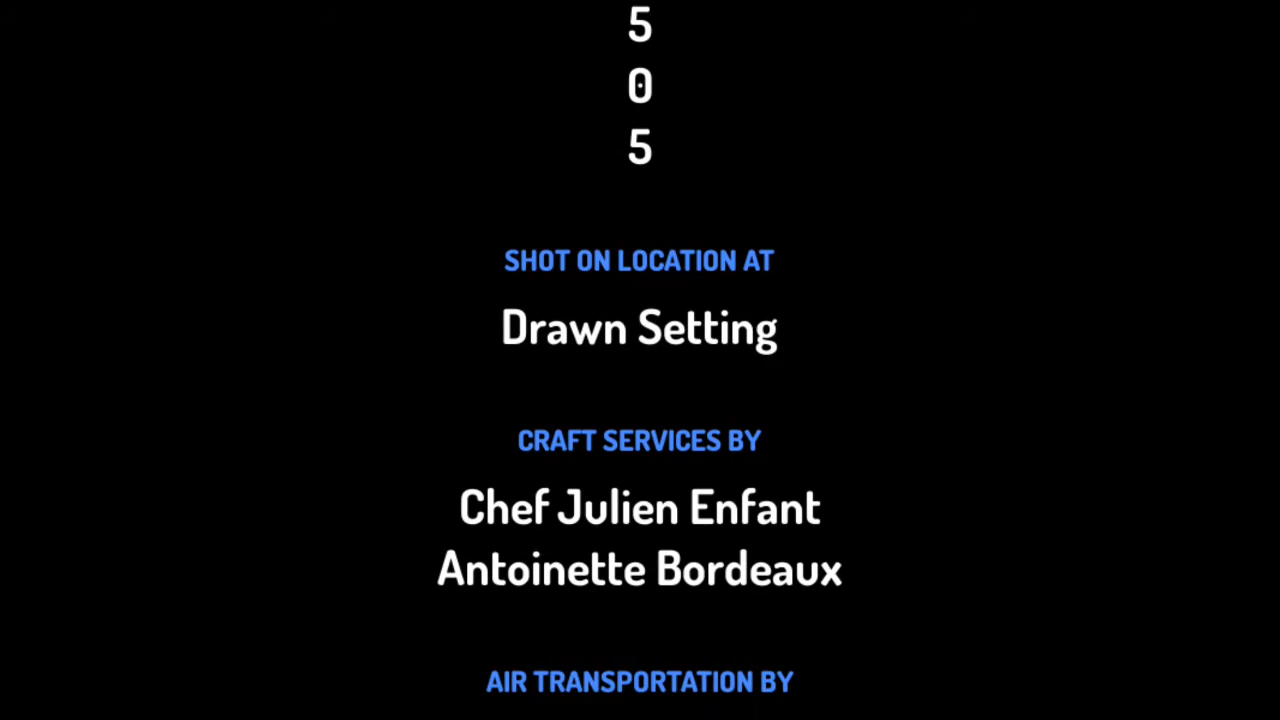 5
0
5
SHOT ON LOCATION AT
Drawn Setting
CRAFT SERVICES BY
Chef Julien Enfant
Antoinette Bordeaux
AIR TRANSPORTATION BY